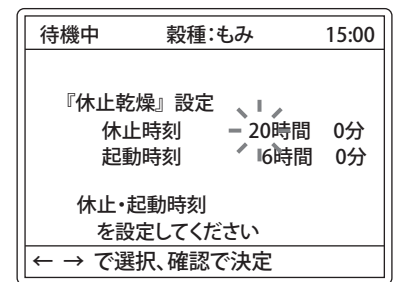 待機中 穀種：もみ 15:00
『休止乾燥』設定
休止時刻 20時間 0分
起動時刻 6時間 0分
休止・起動時刻
を設定してください
← → で選択、確認で決定